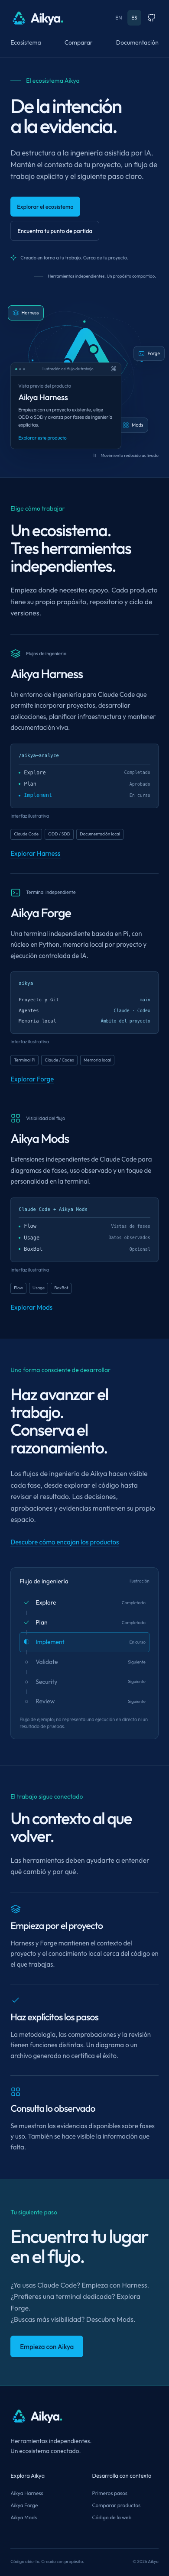 Aikya.
EN
ES
Ecosistema
Comparar
Documentación
El ecosistema Aikya
De la intención
a la evidencia.
Da estructura a la ingeniería asistida por IA.
Mantén el contexto de tu proyecto, un flujo de
trabajo explícito y el siguiente paso claro.
Explorar el ecosistema
Encuentra tu punto de partida
Creado en torno a tu trabajo. Cerca de tu proyecto.
Herramientas independientes. Un propósito compartido.
Harness
Forge
Mods
Ilustración del flujo de trabajo
Vista previa del producto
Aikya Harness
Empieza con un proyecto existente, elige
ODD o SDD y avanza por fases de ingeniería
explícitas.
Explorar este producto
Movimiento reducido activado
Elige cómo trabajar
Un ecosistema.
Tres herramientas
independientes.
Empieza donde necesites apoyo. Cada producto
tiene su propio propósito, repositorio y ciclo de
versiones.
Flujos de ingeniería
Aikya Harness
Un entorno de ingeniería para Claude Code que
permite incorporar proyectos, desarrollar
aplicaciones, planificar infraestructura y mantener
documentación viva.
/aikya-analyze
Explore
Completado
Plan
Aprobado
Implement
En curso
Interfaz ilustrativa
Claude Code
ODD / SDD
Documentación local
Explorar Harness
Terminal independiente
Aikya Forge
Una terminal independiente basada en Pi, con
núcleo en Python, memoria local por proyecto y
ejecución controlada de IA.
aikya
Proyecto y Git
main
Agentes
Claude · Codex
Memoria local
Ámbito del proyecto
Interfaz ilustrativa
Terminal Pi
Claude / Codex
Memoria local
Explorar Forge
Visibilidad del flujo
Aikya Mods
Extensiones independientes de Claude Code para
diagramas de fases, uso observado y un toque de
personalidad en la terminal.
Claude Code + Aikya Mods
Flow
Vistas de fases
Usage
Datos observados
BoxBot
Opcional
Interfaz ilustrativa
Flow
Usage
BoxBot
Explorar Mods
Una forma consciente de desarrollar
Haz avanzar el
trabajo.
Conserva el
razonamiento.
Los flujos de ingeniería de Aikya hacen visible
cada fase, desde explorar el código hasta
revisar el resultado. Las decisiones,
aprobaciones y evidencias mantienen su propio
espacio.
Descubre cómo encajan los productos
Flujo de ingeniería
Ilustración
Explore
Completado
Plan
Completado
Implement
En curso
Validate
Siguiente
Security
Siguiente
Review
Siguiente
Flujo de ejemplo; no representa una ejecución en directo ni un
resultado de pruebas.
El trabajo sigue conectado
Un contexto al que
volver.
Las herramientas deben ayudarte a entender
qué cambió y por qué.
Empieza por el proyecto
Harness y Forge mantienen el contexto del
proyecto y el conocimiento local cerca del código en
el que trabajas.
Haz explícitos los pasos
La metodología, las comprobaciones y la revisión
tienen funciones distintas. Un diagrama o un
archivo generado no certifica el éxito.
Consulta lo observado
Se muestran las evidencias disponibles sobre fases
y uso. También se hace visible la información que
falta.
Tu siguiente paso
Encuentra tu lugar
en el flujo.
¿Ya usas Claude Code? Empieza con Harness.
¿Prefieres una terminal dedicada? Explora
Forge.
¿Buscas más visibilidad? Descubre Mods.
Empieza con Aikya
Aikya.
Herramientas independientes.
Un ecosistema conectado.
Explora Aikya
Aikya Harness
Aikya Forge
Aikya Mods
Desarrolla con contexto
Primeros pasos
Comparar productos
Código de la web
Código abierto. Creado con propósito.
© 2026 Aikya